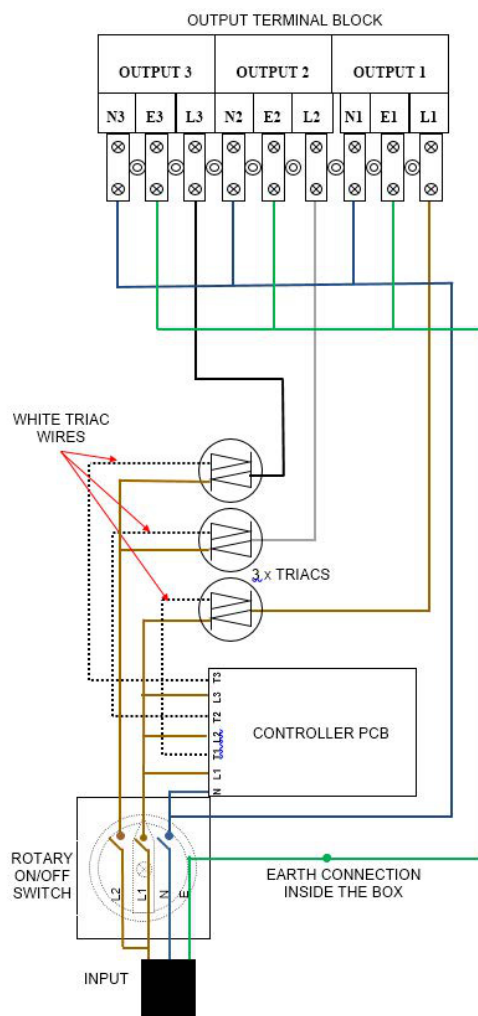 OUTPUT TERMINAL BLOCK
OUTPUT 3 OUTPUT 2 OUTPUT 1
N3 E3 L3 N2 E2 L2 N1 E1 L1
WHITE TRIAC
WIRES
3 x TRIACS
T3
L3
T2
L2
T1
L1
N
CONTROLLER PCB
ROTARY
ON/OFF
SWITCH
L2 L1 N E
EARTH CONNECTION
INSIDE THE BOX
INPUT